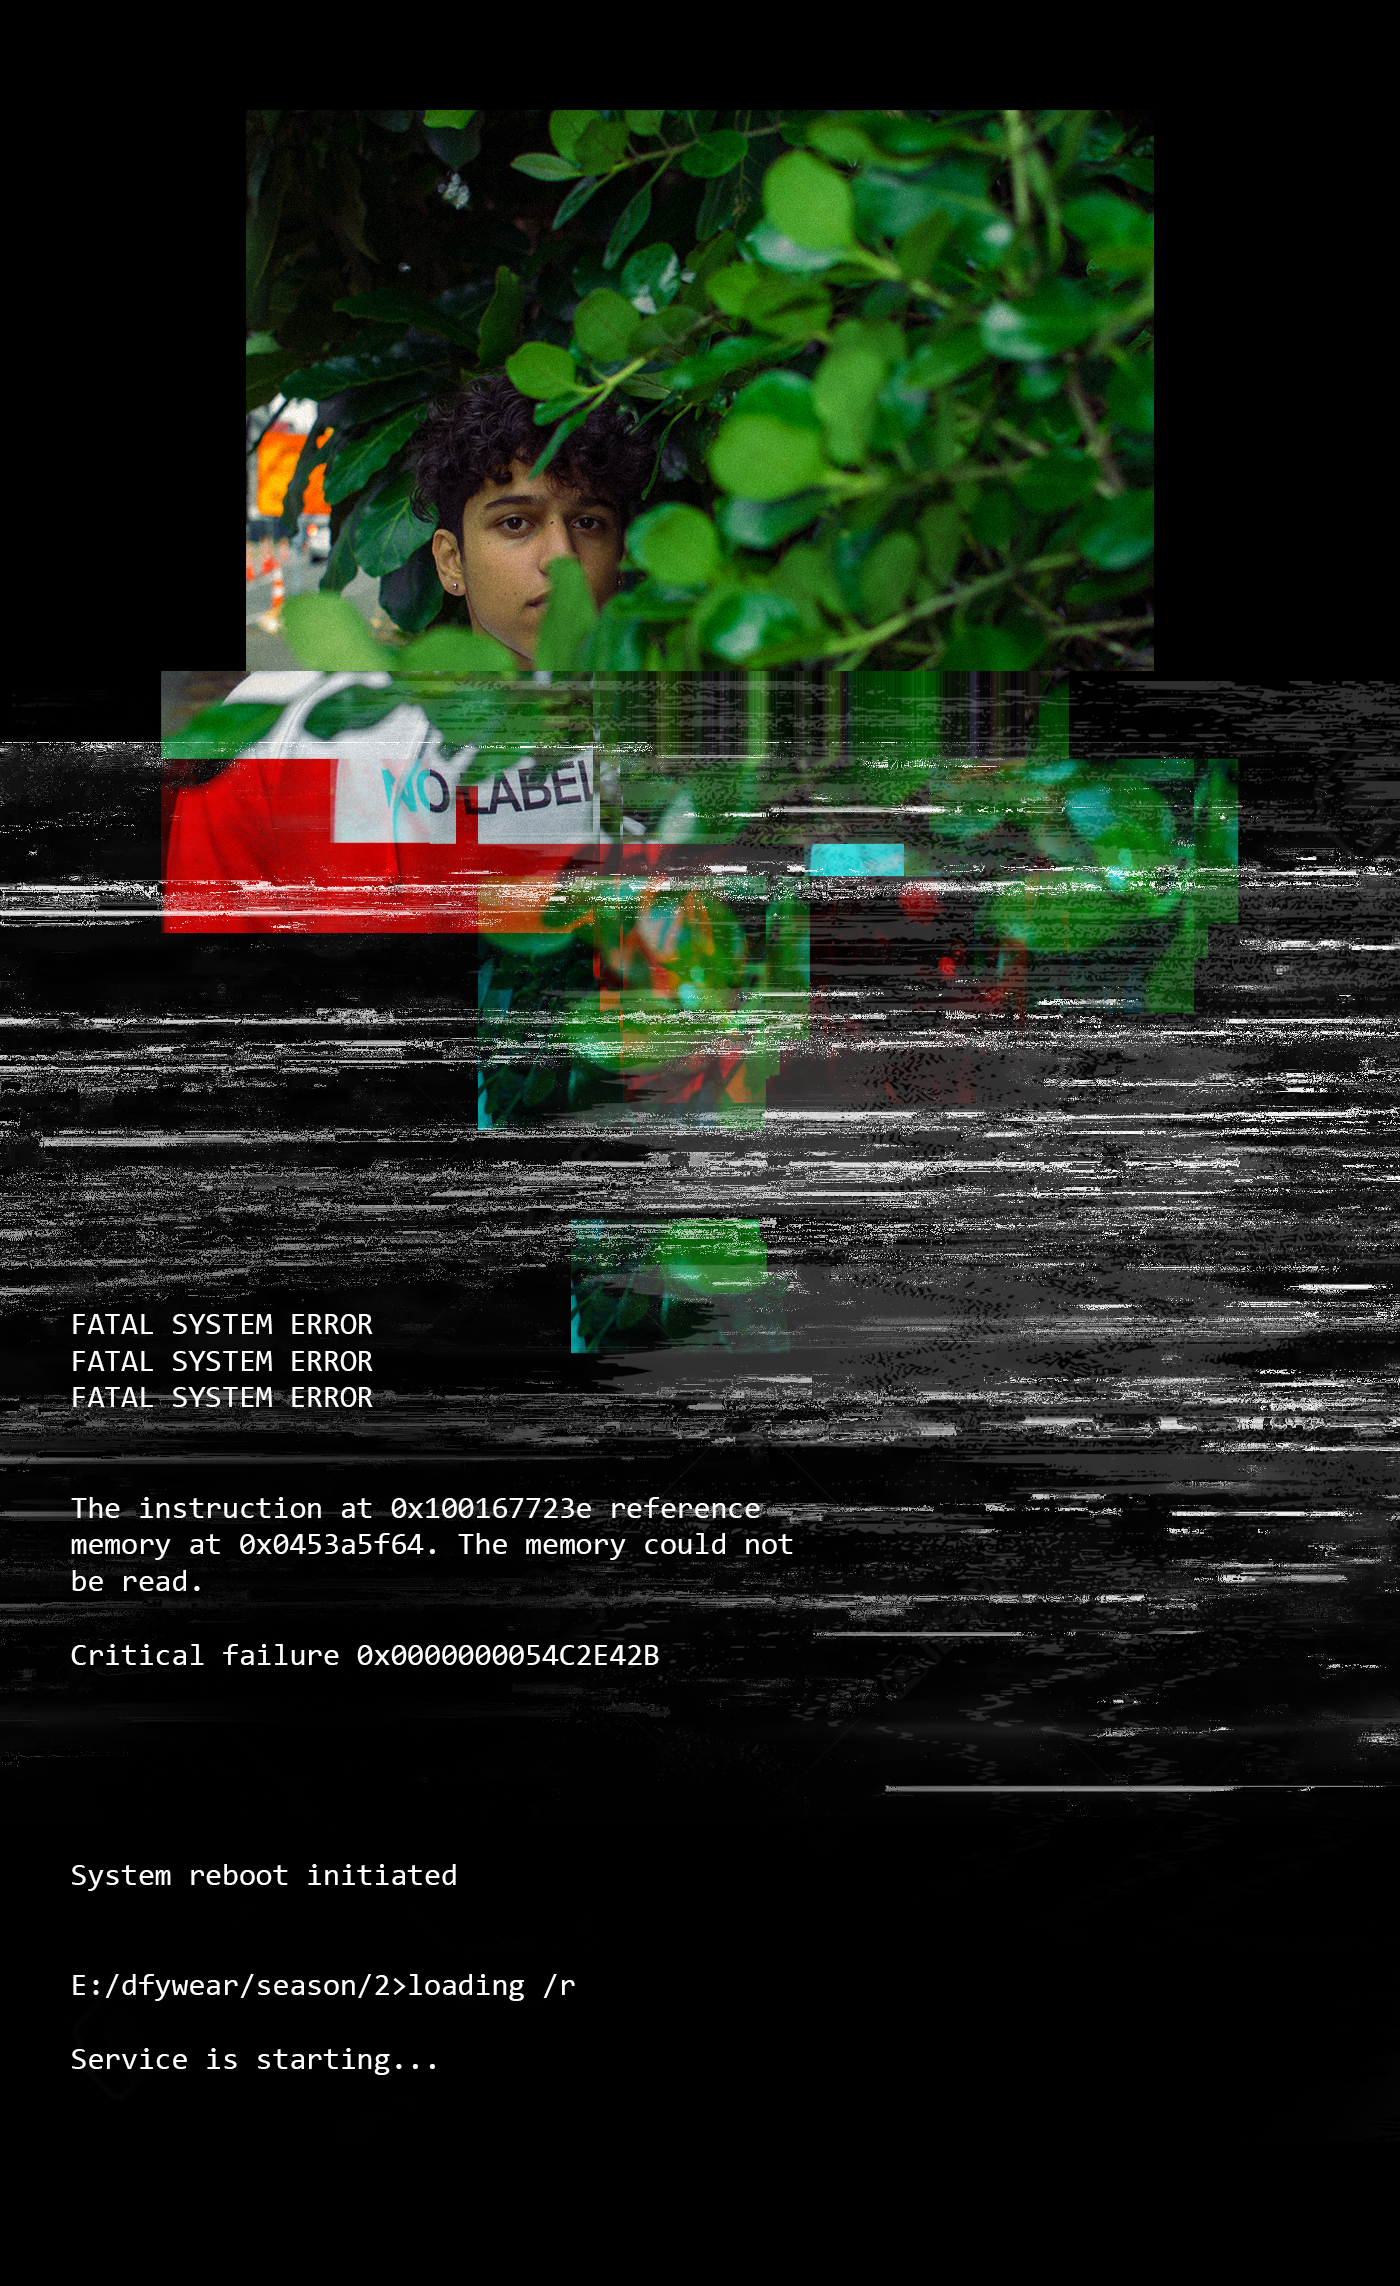 NO LABEL
FATAL SYSTEM ERROR
FATAL SYSTEM ERROR
FATAL SYSTEM ERROR
The instruction at 0x100167723e reference
memory at 0x0453a5f64. The memory could not
be read.
Critical failure 0x0000000054C2E42B
System reboot initiated
E:/dfywear/season/2>loading /r
Service is starting...